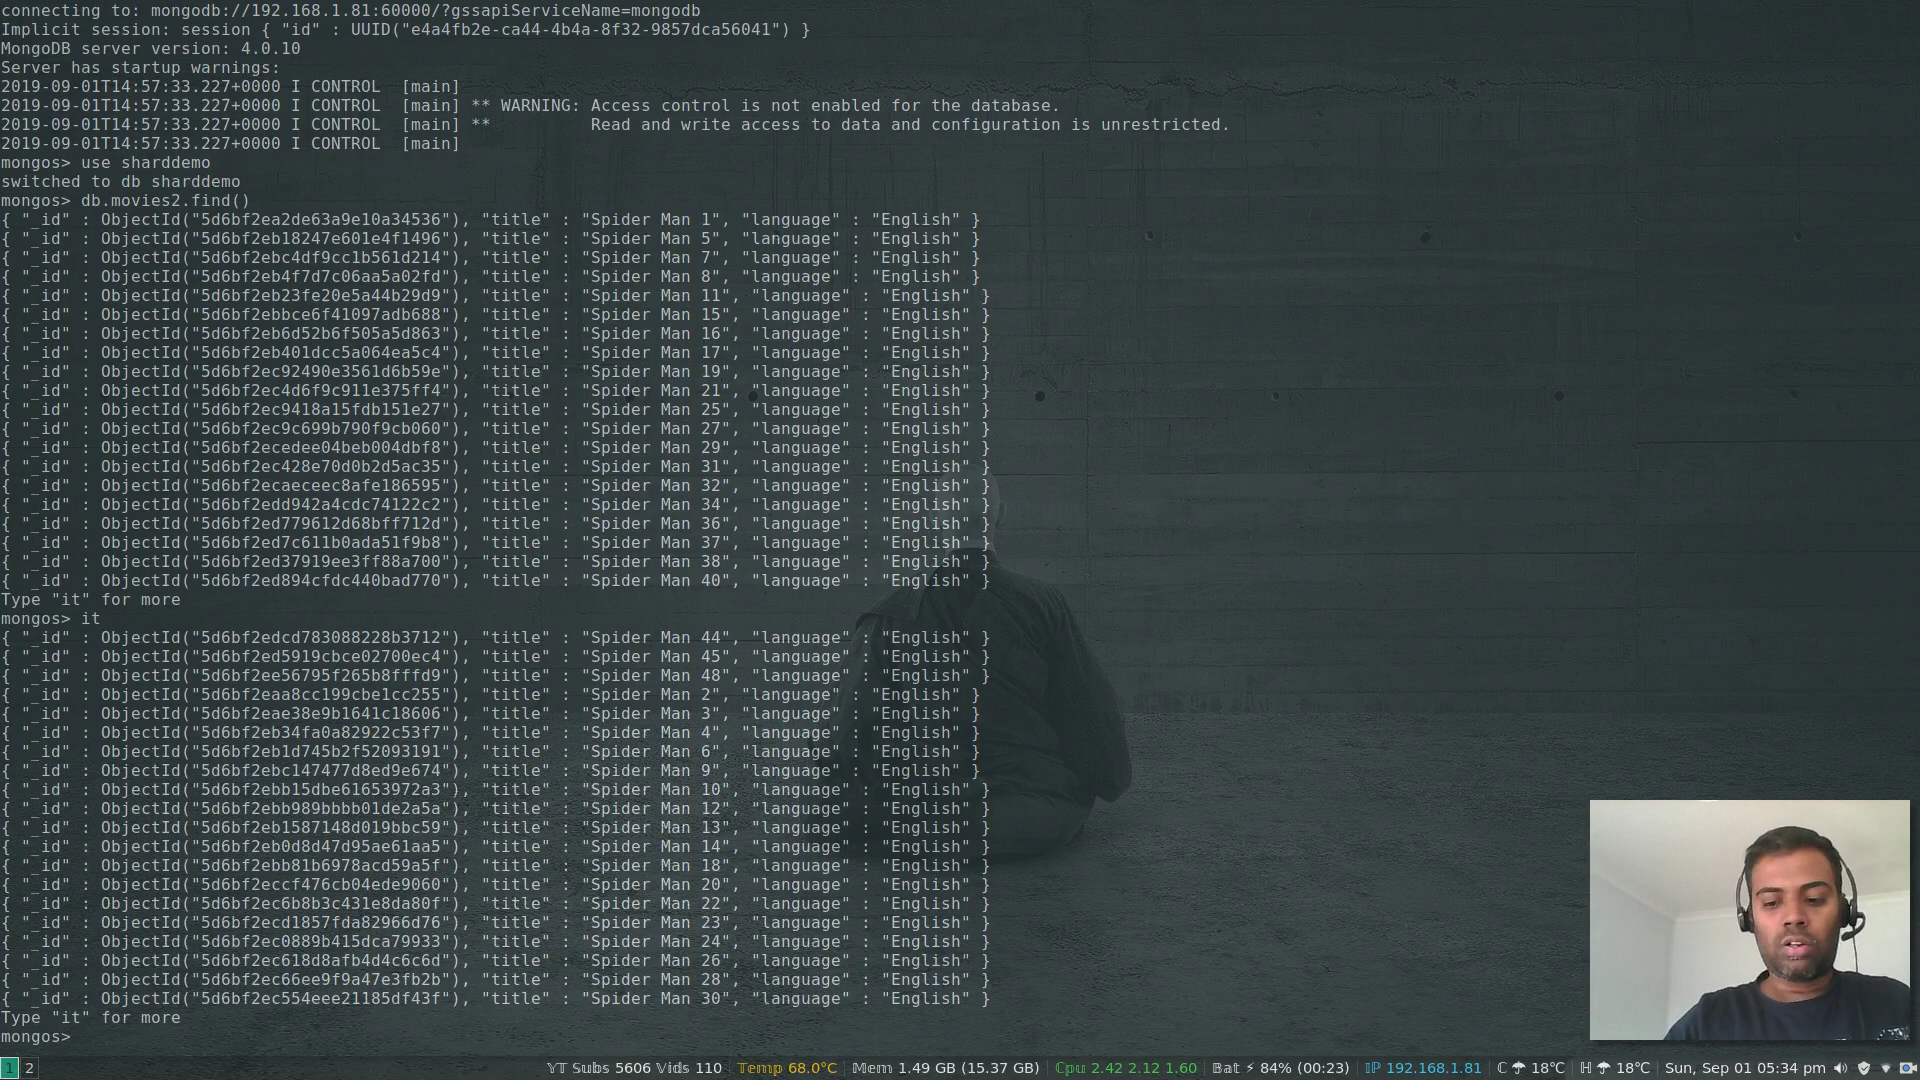 connecting to: mongodb://192.168.1.81:60000/?gssapiServiceName=mongodb
Implicit session: session { "id" : UUID("e4a4fb2e-ca44-4b4a-8f32-9857dca56041") }
MongoDB server version: 4.0.10
Server has startup warnings:
2019-09-01T14:57:33.227+0000 I CONTROL  [main]
2019-09-01T14:57:33.227+0000 I CONTROL  [main] ** WARNING: Access control is not enabled for the database.
2019-09-01T14:57:33.227+0000 I CONTROL  [main] **          Read and write access to data and configuration is unrestricted.
2019-09-01T14:57:33.227+0000 I CONTROL  [main]
mongos> use sharddemo
switched to db sharddemo
mongos> db.movies2.find()
{ "_id" : ObjectId("5d6bf2ea2de63a9e10a34536"), "title" : "Spider Man 1", "language" : "English" }
{ "_id" : ObjectId("5d6bf2eb18247e601e4f1496"), "title" : "Spider Man 5", "language" : "English" }
{ "_id" : ObjectId("5d6bf2ebc4df9cc1b561d214"), "title" : "Spider Man 7", "language" : "English" }
{ "_id" : ObjectId("5d6bf2eb4f7d7c06aa5a02fd"), "title" : "Spider Man 8", "language" : "English" }
{ "_id" : ObjectId("5d6bf2eb23fe20e5a44b29d9"), "title" : "Spider Man 11", "language" : "English" }
{ "_id" : ObjectId("5d6bf2ebbce6f41097adb688"), "title" : "Spider Man 15", "language" : "English" }
{ "_id" : ObjectId("5d6bf2eb6d52b6f505a5d863"), "title" : "Spider Man 16", "language" : "English" }
{ "_id" : ObjectId("5d6bf2eb401dcc5a064ea5c4"), "title" : "Spider Man 17", "language" : "English" }
{ "_id" : ObjectId("5d6bf2ec92490e3561d6b59e"), "title" : "Spider Man 19", "language" : "English" }
{ "_id" : ObjectId("5d6bf2ec4d6f9c911e375ff4"), "title" : "Spider Man 21", "language" : "English" }
{ "_id" : ObjectId("5d6bf2ec9418a15fdb151e27"), "title" : "Spider Man 25", "language" : "English" }
{ "_id" : ObjectId("5d6bf2ec9c699b790f9cb060"), "title" : "Spider Man 27", "language" : "English" }
{ "_id" : ObjectId("5d6bf2ecedee04beb004dbf8"), "title" : "Spider Man 29", "language" : "English" }
{ "_id" : ObjectId("5d6bf2ec428e70d0b2d5ac35"), "title" : "Spider Man 31", "language" : "English" }
{ "_id" : ObjectId("5d6bf2ecaeceec8afe186595"), "title" : "Spider Man 32", "language" : "English" }
{ "_id" : ObjectId("5d6bf2edd942a4cdc74122c2"), "title" : "Spider Man 34", "language" : "English" }
{ "_id" : ObjectId("5d6bf2ed779612d68bff712d"), "title" : "Spider Man 36", "language" : "English" }
{ "_id" : ObjectId("5d6bf2ed7c611b0ada51f9b8"), "title" : "Spider Man 37", "language" : "English" }
{ "_id" : ObjectId("5d6bf2ed37919ee3ff88a700"), "title" : "Spider Man 38", "language" : "English" }
{ "_id" : ObjectId("5d6bf2ed894cfdc440bad770"), "title" : "Spider Man 40", "language" : "English" }
Type "it" for more
mongos> it
{ "_id" : ObjectId("5d6bf2edcd783088228b3712"), "title" : "Spider Man 44", "language" : "English" }
{ "_id" : ObjectId("5d6bf2ed5919cbce02700ec4"), "title" : "Spider Man 45", "language" : "English" }
{ "_id" : ObjectId("5d6bf2ee56795f265b8fffd9"), "title" : "Spider Man 48", "language" : "English" }
{ "_id" : ObjectId("5d6bf2eaa8cc199cbe1cc255"), "title" : "Spider Man 2", "language" : "English" }
{ "_id" : ObjectId("5d6bf2eae38e9b1641c18606"), "title" : "Spider Man 3", "language" : "English" }
{ "_id" : ObjectId("5d6bf2eb34fa0a82922c53f7"), "title" : "Spider Man 4", "language" : "English" }
{ "_id" : ObjectId("5d6bf2eb1d745b2f52093191"), "title" : "Spider Man 6", "language" : "English" }
{ "_id" : ObjectId("5d6bf2ebc147477d8ed9e674"), "title" : "Spider Man 9", "language" : "English" }
{ "_id" : ObjectId("5d6bf2ebb15dbe61653972a3"), "title" : "Spider Man 10", "language" : "English" }
{ "_id" : ObjectId("5d6bf2ebb989bbbb01de2a5a"), "title" : "Spider Man 12", "language" : "English" }
{ "_id" : ObjectId("5d6bf2eb1587148d019bbc59"), "title" : "Spider Man 13", "language" : "English" }
{ "_id" : ObjectId("5d6bf2eb0d8d47d95ae61aa5"), "title" : "Spider Man 14", "language" : "English" }
{ "_id" : ObjectId("5d6bf2ebb81b6978acd59a5f"), "title" : "Spider Man 18", "language" : "English" }
{ "_id" : ObjectId("5d6bf2eccf476cb04ede9060"), "title" : "Spider Man 20", "language" : "English" }
{ "_id" : ObjectId("5d6bf2ec6b8b3c431e8da80f"), "title" : "Spider Man 22", "language" : "English" }
{ "_id" : ObjectId("5d6bf2ecd1857fda82966d76"), "title" : "Spider Man 23", "language" : "English" }
{ "_id" : ObjectId("5d6bf2ec0889b415dca79933"), "title" : "Spider Man 24", "language" : "English" }
{ "_id" : ObjectId("5d6bf2ec618d8afb4d4c6c6d"), "title" : "Spider Man 26", "language" : "English" }
{ "_id" : ObjectId("5d6bf2ec66ee9f9a47e3fb2b"), "title" : "Spider Man 28", "language" : "English" }
{ "_id" : ObjectId("5d6bf2ec554eee21185df43f"), "title" : "Spider Man 30", "language" : "English" }
Type "it" for more
mongos>
1 2 YT Subs 5606 Vids 110 Temp 68.0°C Mem 1.49 GB (15.37 GB) Cpu 2.42 2.12 1.60 Bat ⚡ 84% (00:23) IP 192.168.1.81 C ☂ 18°C H ☂ 18°C Sun, Sep 01 05:34 pm